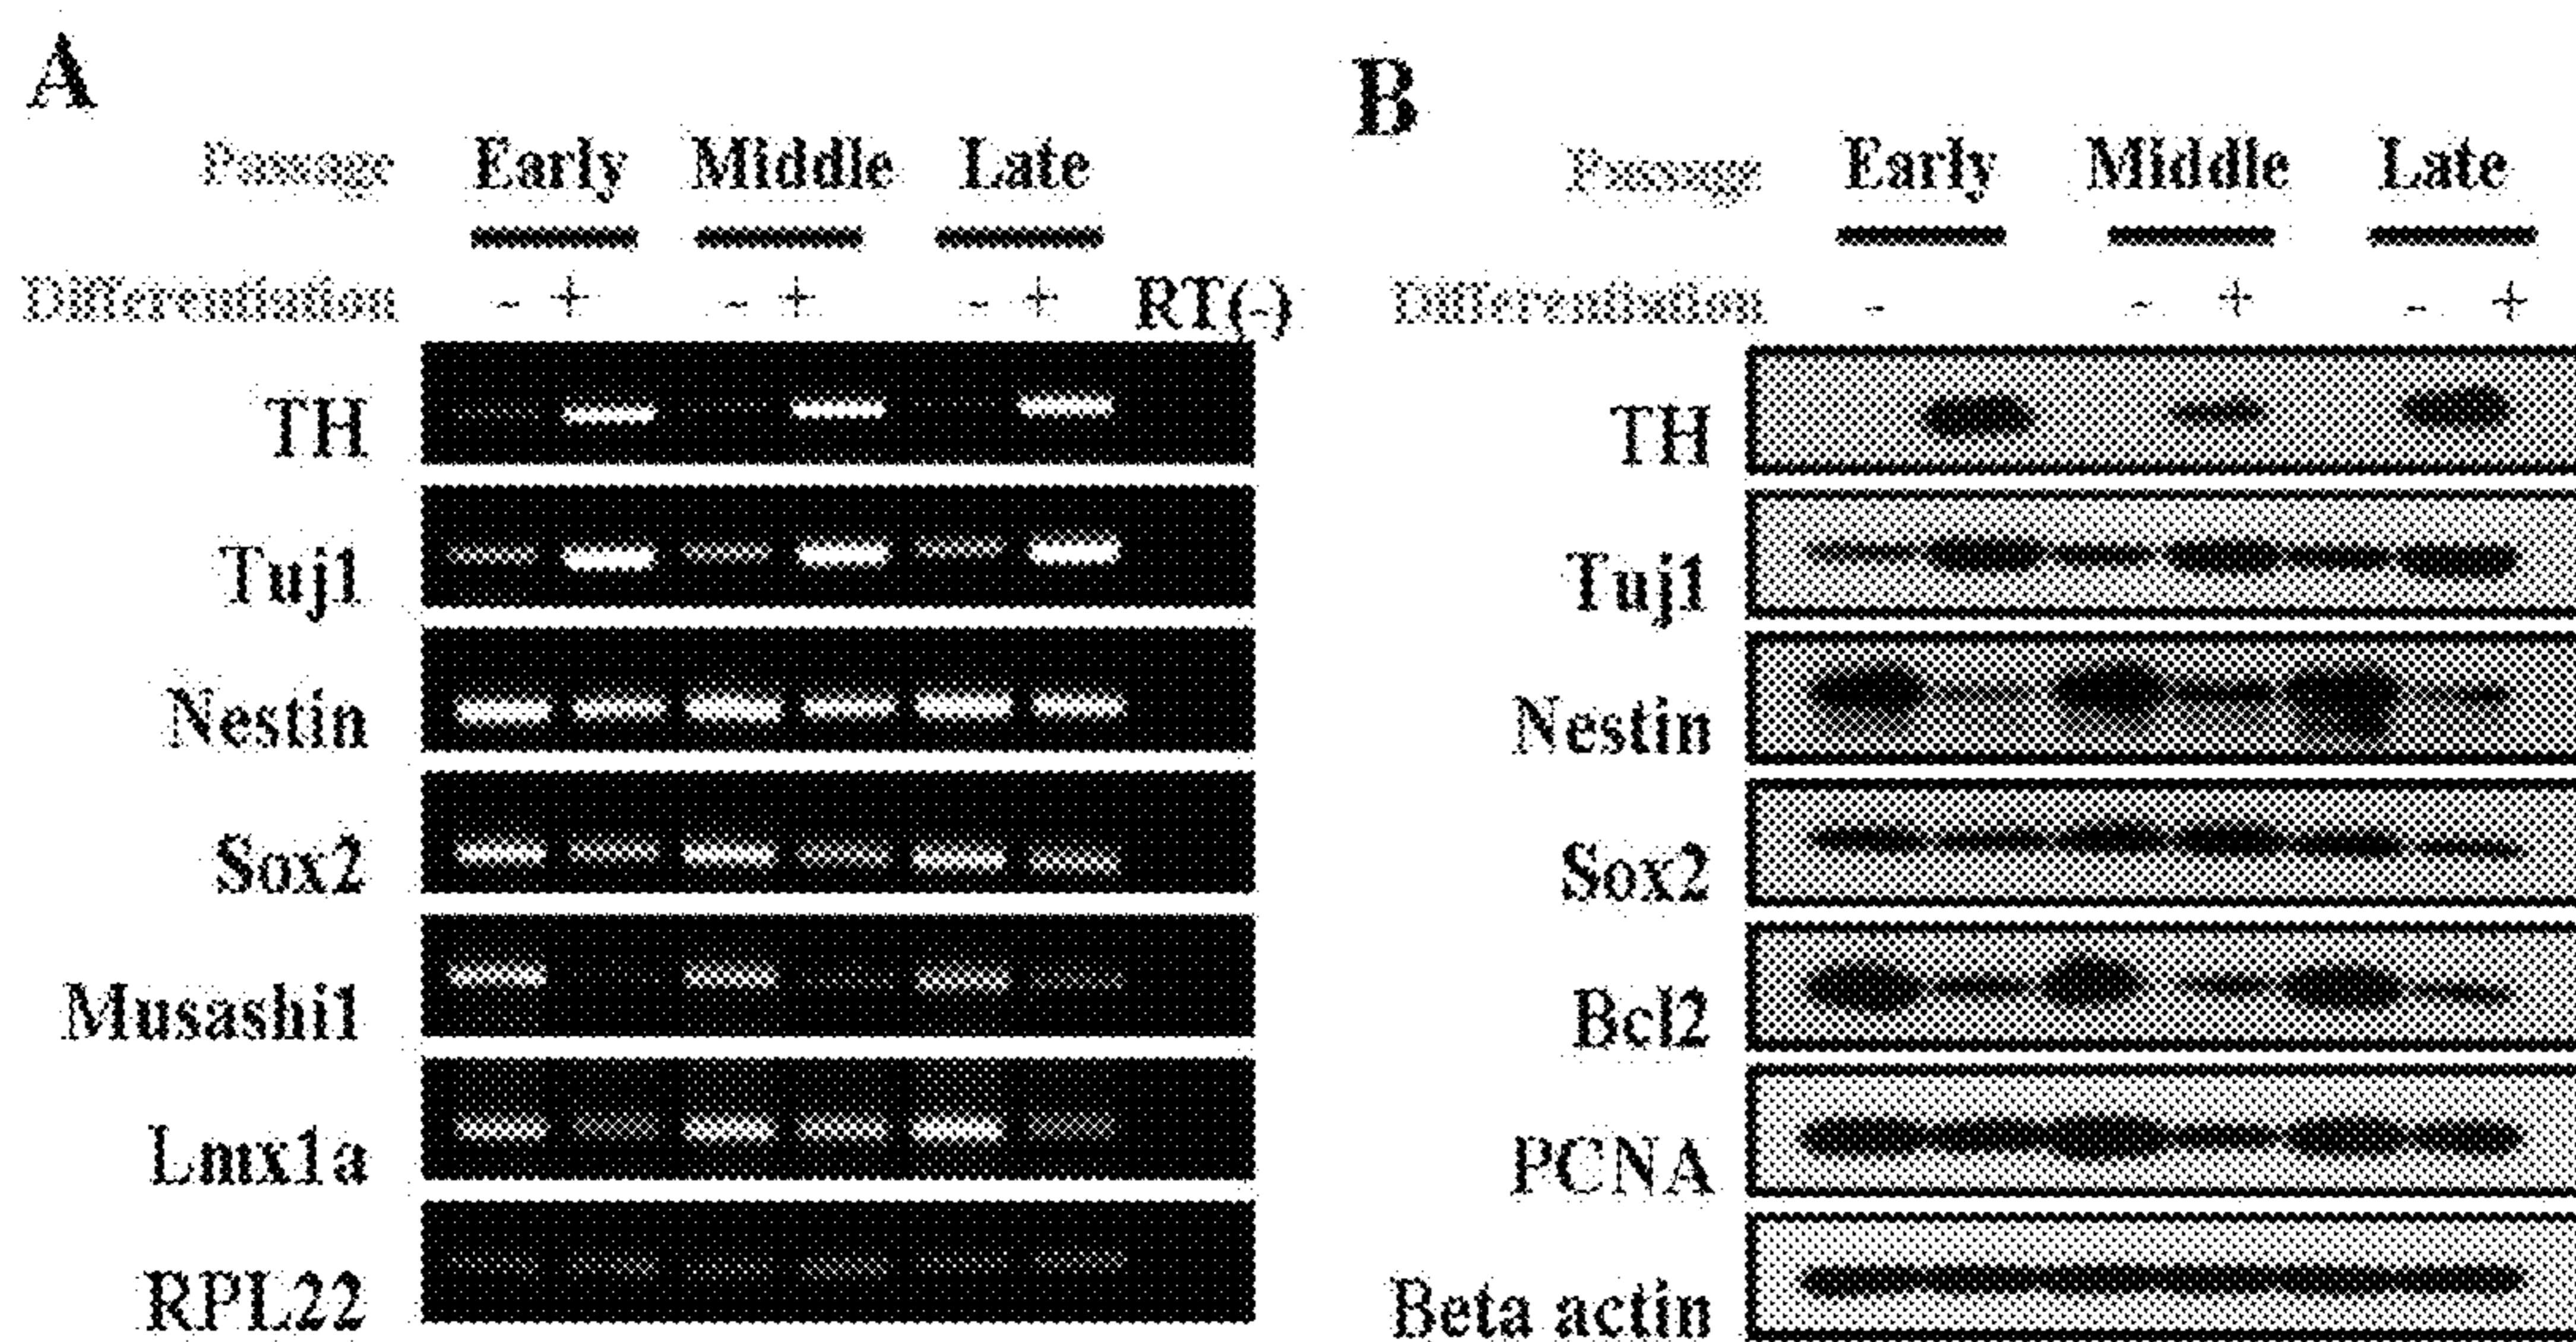 A
Passage Early Middle Late
Differentiation - + - + - + RT(-)
TH
Tuj1
Nestin
Sox2
Musashi1
Lmx1a
RPL22
B
Passage Early Middle Late
Differentiation - - + - +
TH
Tuj1
Nestin
Sox2
Bcl2
PCNA
Beta actin